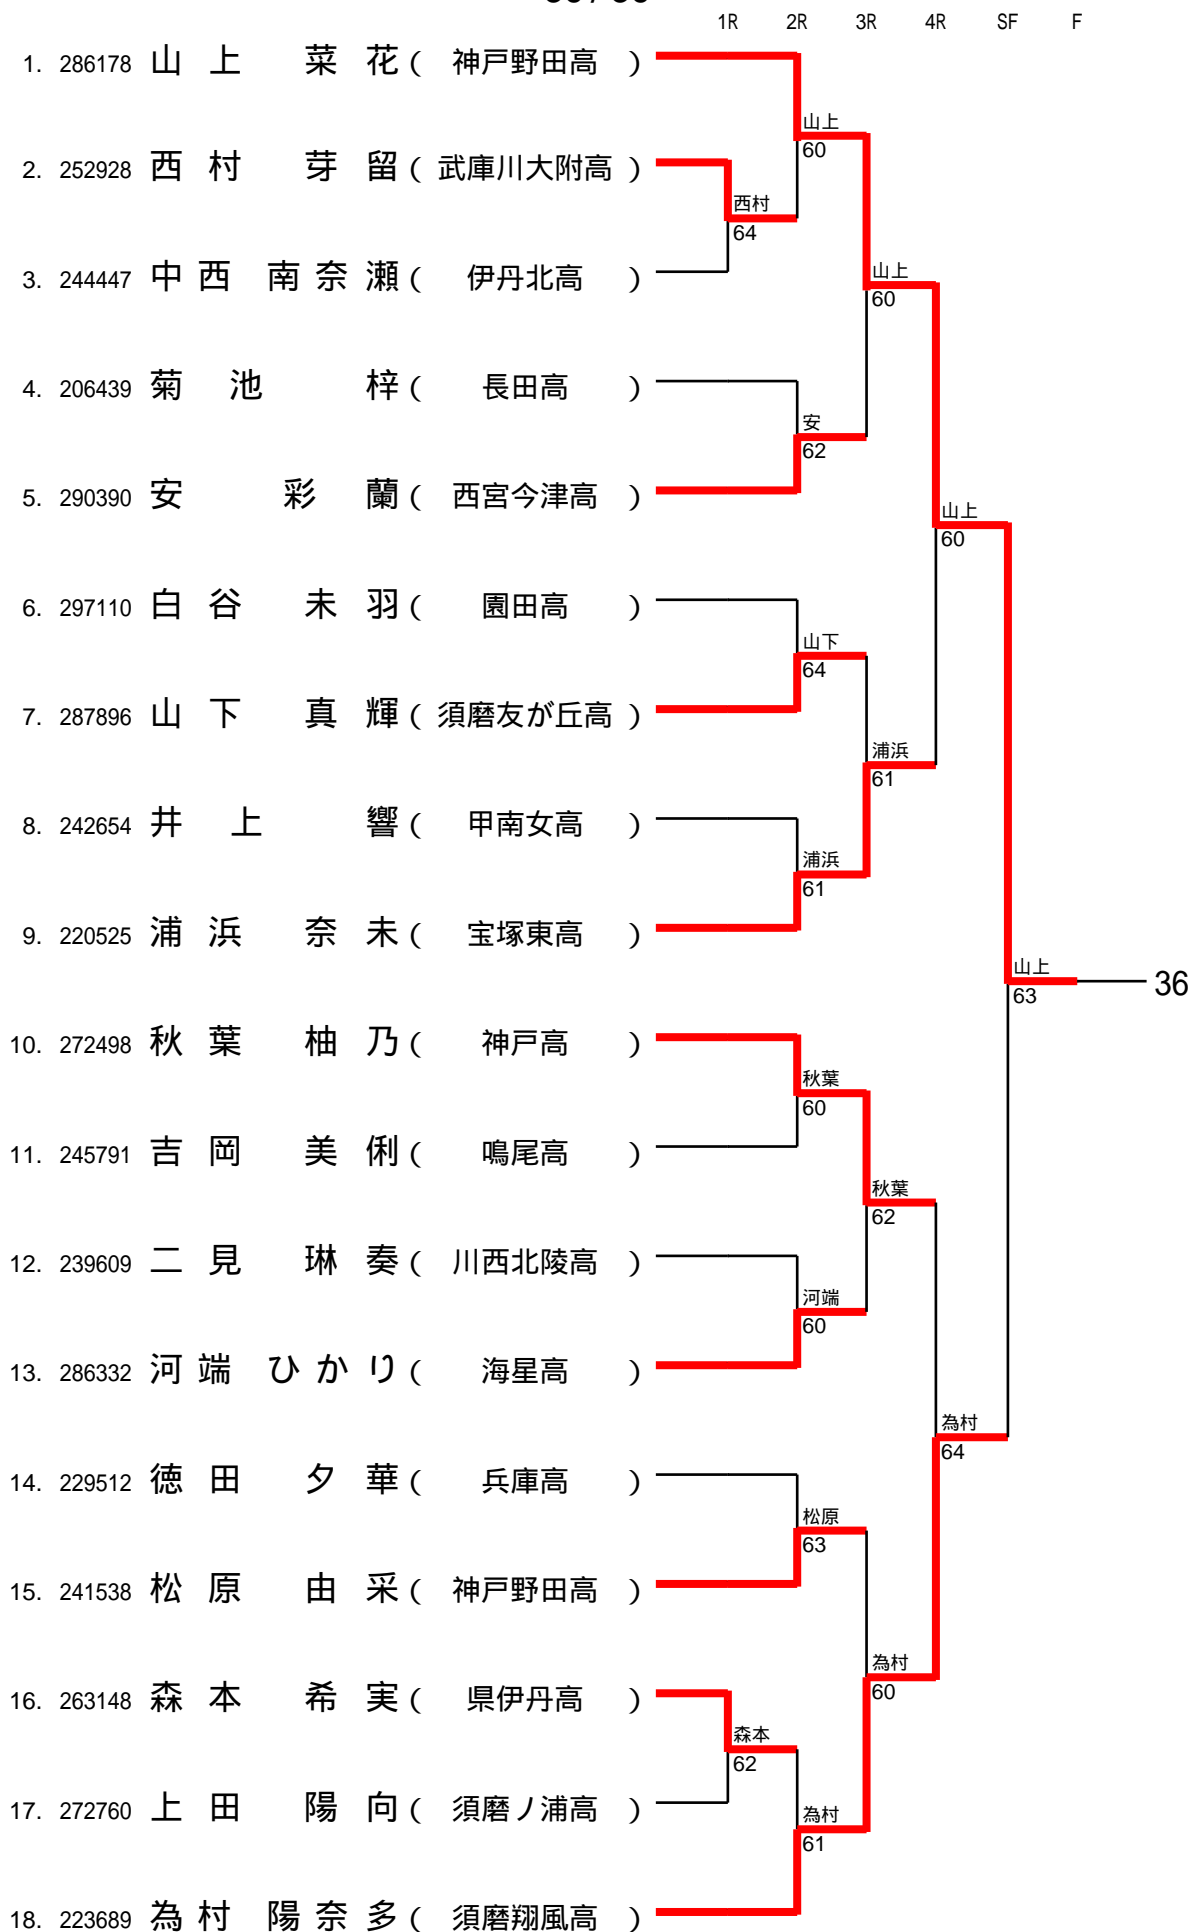 1R 2R 3R 4R SF F
1. 286178 山上 菜花 ( 神戸野田高 )
山上
60
2. 252928 西村 芽留 ( 武庫川大附高 )
西村
64
3. 244447 中西 南奈瀬 ( 伊丹北高 )
山上
60
4. 206439 菊池 梓 ( 長田高 )
安
62
5. 290390 安 彩蘭 ( 西宮今津高 )
山上
60
6. 297110 白谷 未羽 ( 園田高 )
山下
64
7. 287896 山下 真輝 ( 須磨友が丘高 )
浦浜
61
8. 242654 井上 響 ( 甲南女高 )
浦浜
61
9. 220525 浦浜 奈未 ( 宝塚東高 )
山上
63
36
10. 272498 秋葉 柚乃 ( 神戸高 )
秋葉
60
11. 245791 吉岡 美俐 ( 鳴尾高 )
秋葉
62
12. 239609 二見 琳奏 ( 川西北陵高 )
河端
60
13. 286332 河端 ひかり ( 海星高 )
為村
64
14. 229512 徳田 夕華 ( 兵庫高 )
松原
63
15. 241538 松原 由采 ( 神戸野田高 )
為村
60
16. 263148 森本 希実 ( 県伊丹高 )
森本
62
17. 272760 上田 陽向 ( 須磨ノ浦高 )
為村
61
18. 223689 為村 陽奈多 ( 須磨翔風高 )